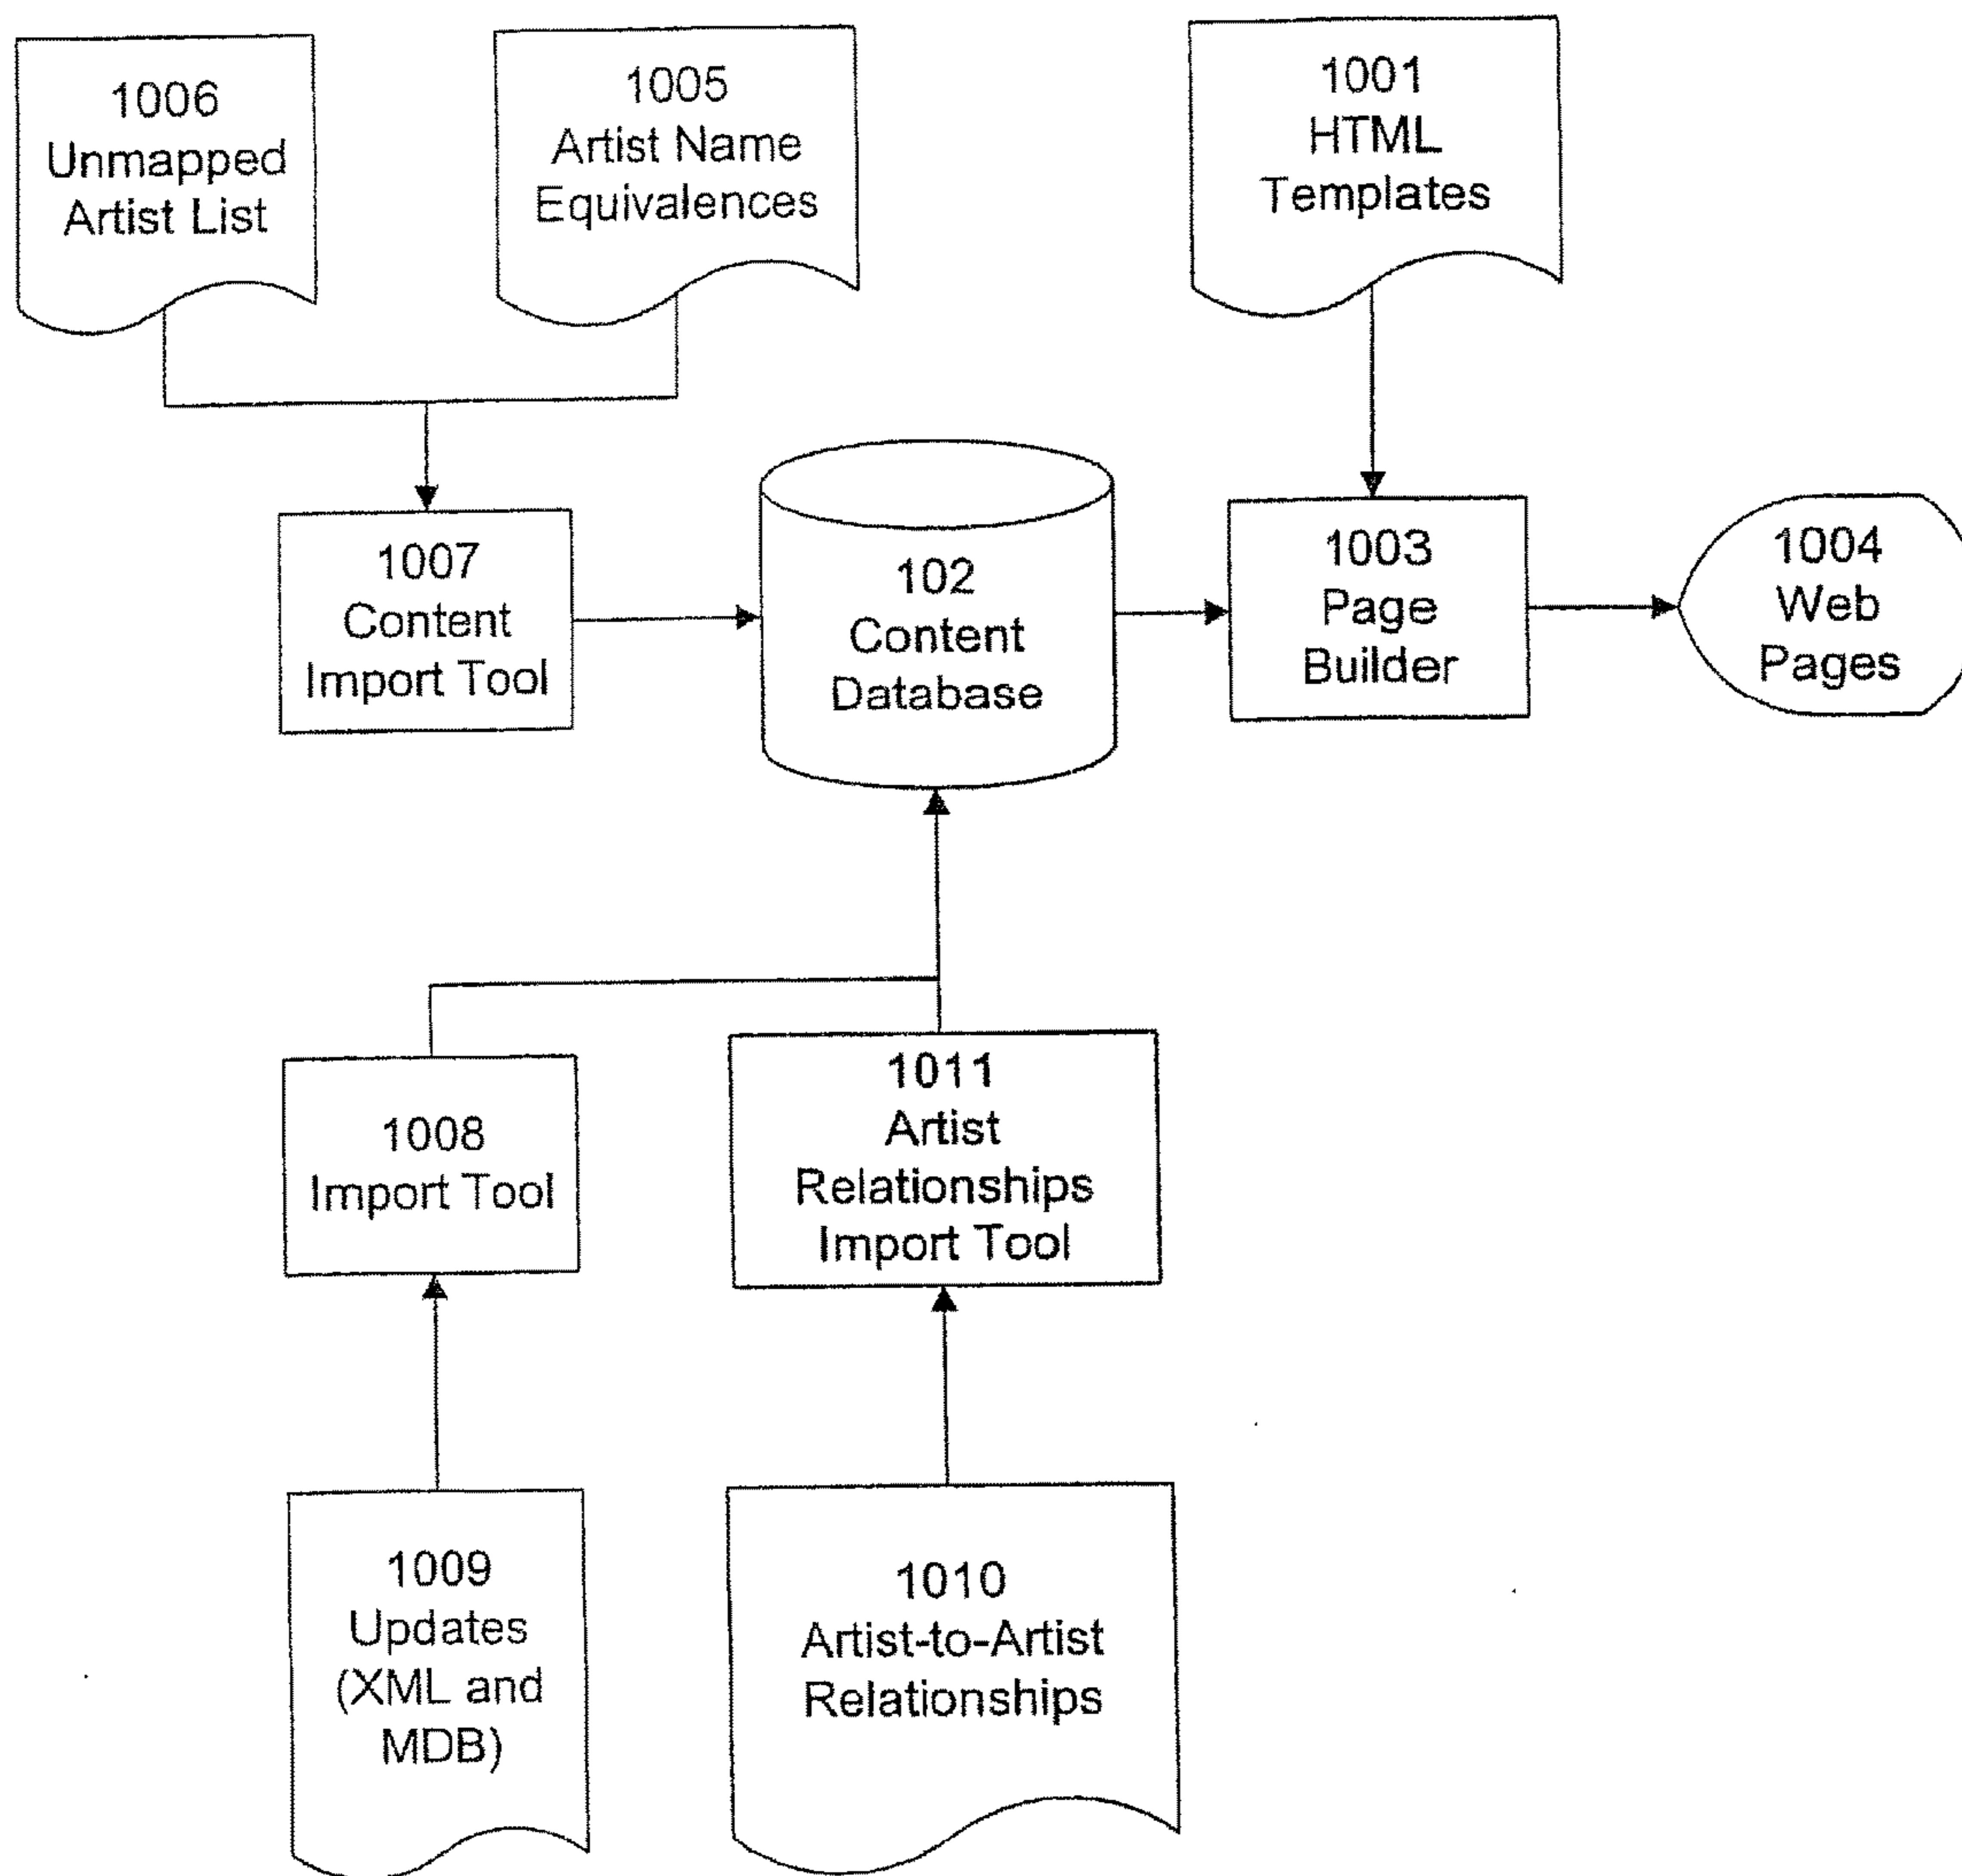 1006
Unmapped
Artist List
1005
Artist Name
Equivalences
1001
HTML
Templates
1007
Content
Import Tool
102
Content
Database
1003
Page
Builder
1004
Web
Pages
1008
Import Tool
1011
Artist
Relationships
Import Tool
1009
Updates
(XML and
MDB)
1010
Artist-to-Artist
Relationships